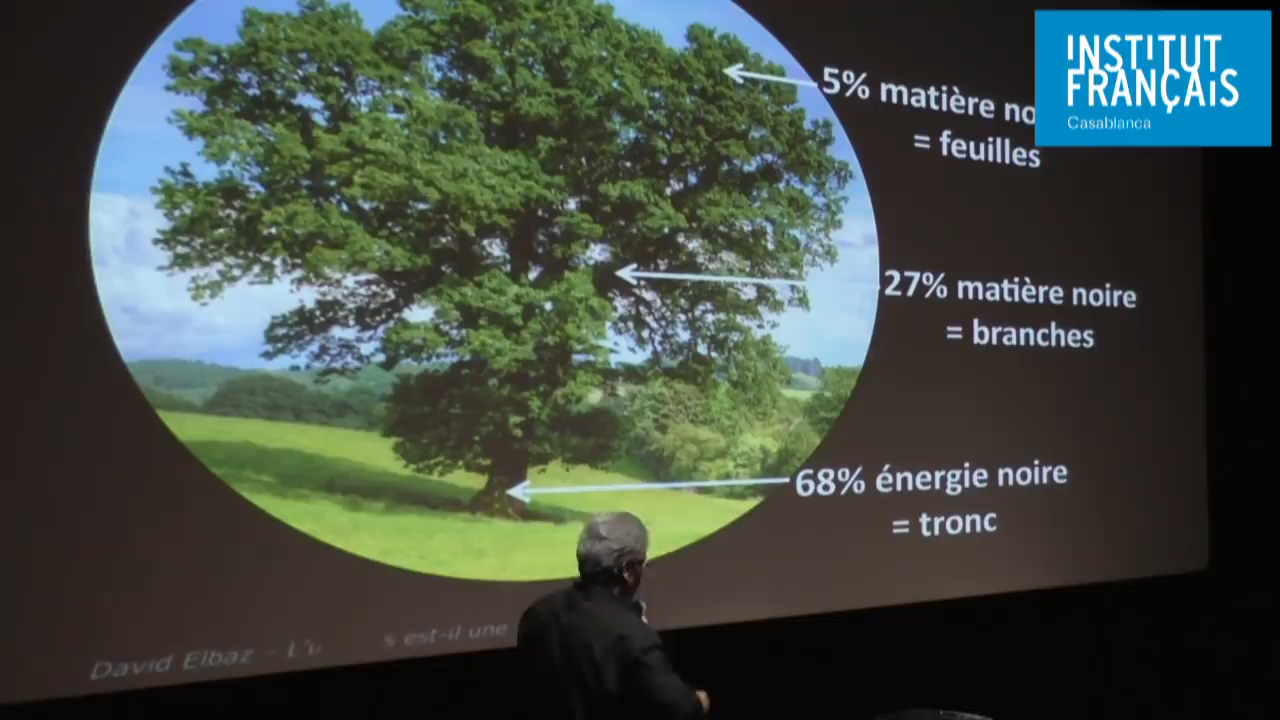 INSTITUT
FRANÇAIS
Casablanca
5% matière
= feuilles
27% matière noire
= branches
68% énergie noire
= tronc
David Elbaz – L'u s est-il une